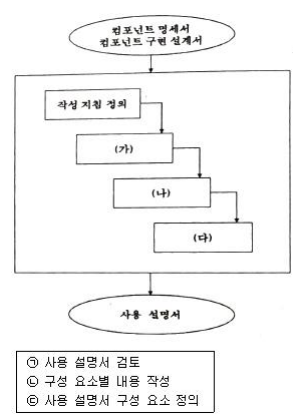 컴포넌트 명세서
컴포넌트 구현 설계서
작성 지침 정의
(가)
(나)
(다)
사용 설명서
㉠ 사용 설명서 검토
㉡ 구성 요소별 내용 작성
㉢ 사용 설명서 구성 요소 정의